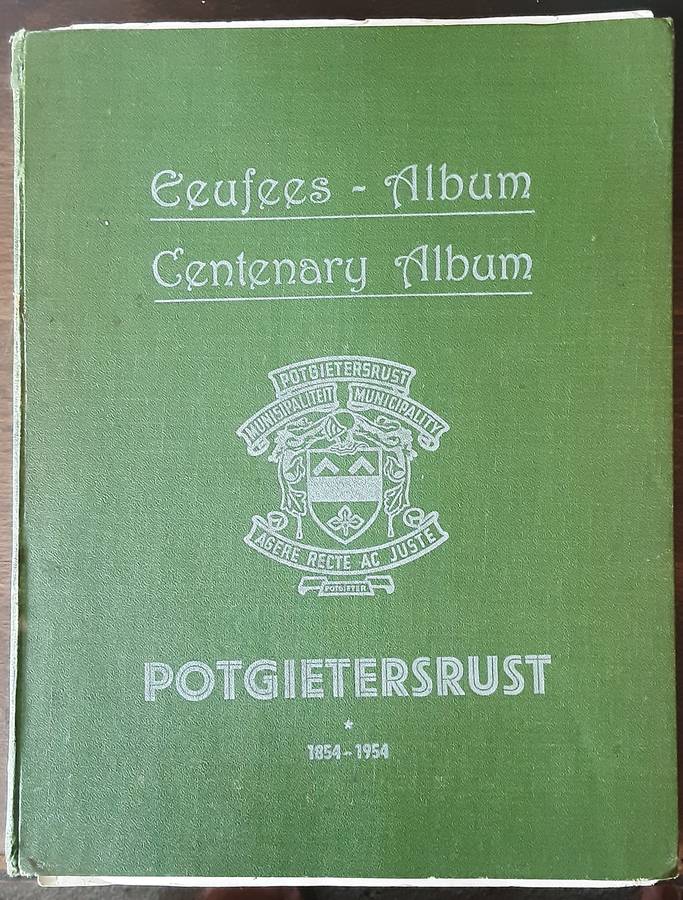 Eeufees - Album
Centenary Album
POTGIETERSRUST
MUNISIPALITEIT MUNICIPALITY
AGERE RECTE AC JUSTE
POTGIETER
POTGIETERSRUST
*
1854-1954